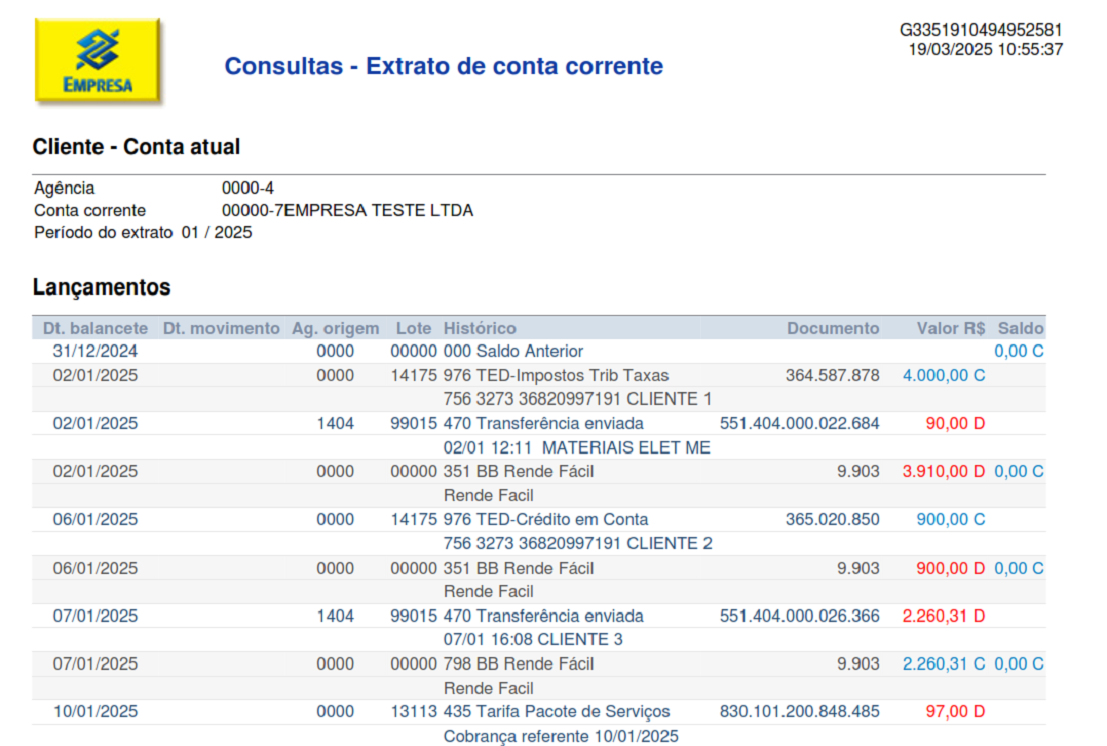 EMPRESA
Consultas - Extrato de conta corrente
G3351910494952581
19/03/2025 10:55:37
Cliente - Conta atual
Agência 0000-4
Conta corrente 00000-7EMPRESA TESTE LTDA
Período do extrato 01 / 2025
Lançamentos
Dt. balancete Dt. movimento Ag. origem Lote Histórico Documento Valor R$ Saldo
31/12/2024 0000 00000 000 Saldo Anterior 0,00 C
02/01/2025 0000 14175 976 TED-Impostos Trib Taxas 364.587.878 4.000,00 C
756 3273 36820997191 CLIENTE 1
02/01/2025 1404 99015 470 Transferência enviada 551.404.000.022.684 90,00 D
02/01 12:11 MATERIAIS ELET ME
02/01/2025 0000 00000 351 BB Rende Fácil 9.903 3.910,00 D 0,00 C
Rende Facil
06/01/2025 0000 14175 976 TED-Crédito em Conta 365.020.850 900,00 C
756 3273 36820997191 CLIENTE 2
06/01/2025 0000 00000 351 BB Rende Fácil 9.903 900,00 D 0,00 C
Rende Facil
07/01/2025 1404 99015 470 Transferência enviada 551.404.000.026.366 2.260,31 D
07/01 16:08 CLIENTE 3
07/01/2025 0000 00000 798 BB Rende Fácil 9.903 2.260,31 C 0,00 C
Rende Facil
10/01/2025 0000 13113 435 Tarifa Pacote de Serviços 830.101.200.848.485 97,00 D
Cobrança referente 10/01/2025